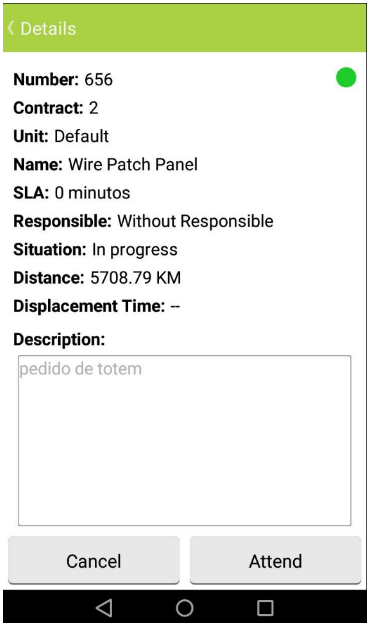 Details
Number: 656
Contract: 2
Unit: Default
Name: Wire Patch Panel
SLA: 0 minutos
Responsible: Without Responsible
Situation: In progress
Distance: 5708.79 KM
Displacement Time: --
Description:
pedido de totem
Cancel Attend